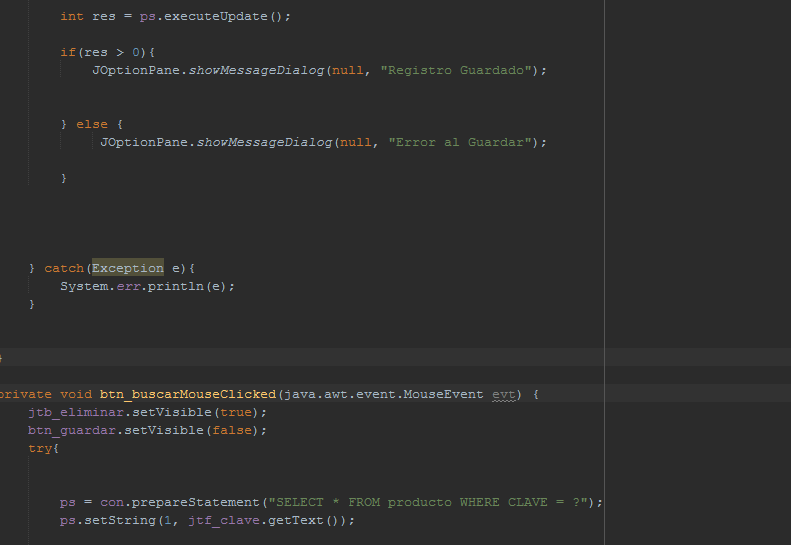 int res = ps.executeUpdate();
if(res > 0){
JOptionPane.showMessageDialog(null, "Registro Guardado");
} else {
JOptionPane.showMessageDialog(null, "Error al Guardar");
}
} catch(Exception e){
System.err.println(e);
}
}
private void btn_buscarMouseClicked(java.awt.event.MouseEvent evt) {
jtb_eliminar.setVisible(true);
btn_guardar.setVisible(false);
try{
ps = con.prepareStatement("SELECT * FROM producto WHERE CLAVE = ?");
ps.setString(1, jtf_clave.getText());